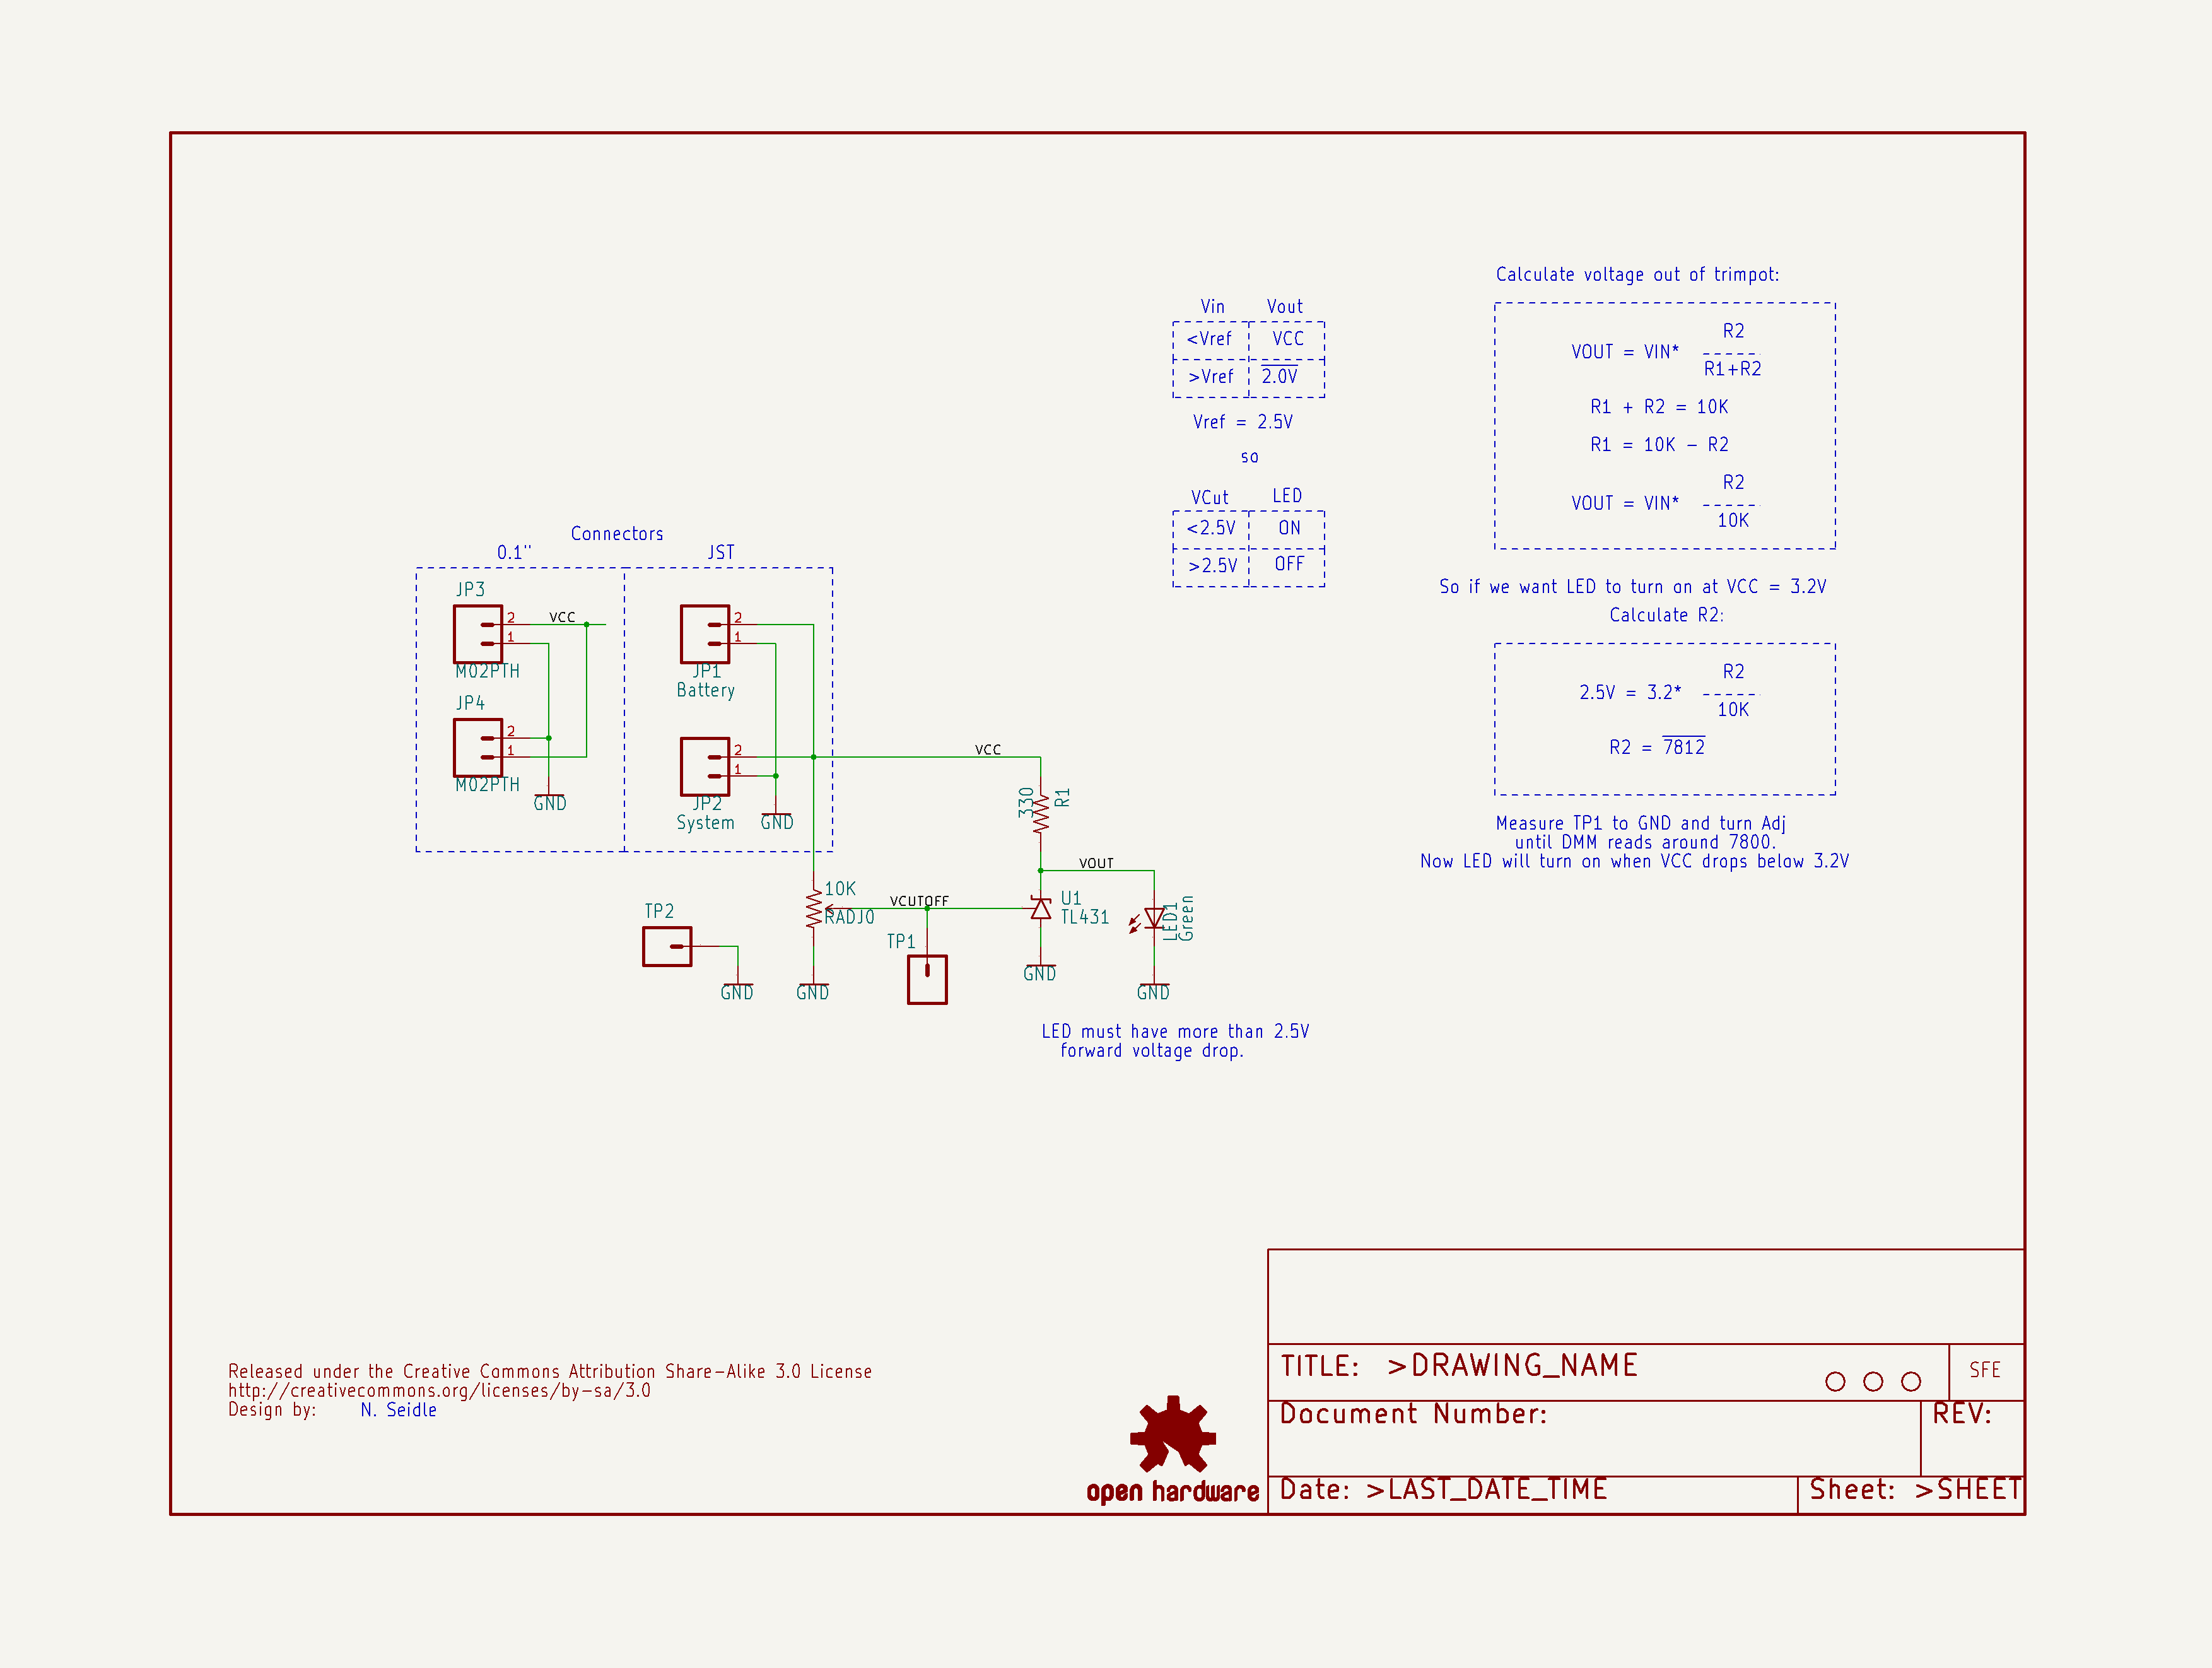 Calculate voltage out of trimpot:
Vin Vout
<Vref VCC
>Vref 2.0V
Vref = 2.5V
so
VCut LED
<2.5V ON
>2.5V OFF
R2
VOUT = VIN* -----
R1+R2
R1 + R2 = 10K
R1 = 10K - R2
R2
VOUT = VIN* -----
10K
So if we want LED to turn on at VCC = 3.2V
Calculate R2:
R2
2.5V = 3.2* -----
10K
R2 = 7812
Measure TP1 to GND and turn Adj
until DMM reads around 7800.
Now LED will turn on when VCC drops below 3.2V
Connectors
0.1'' JST
JP3
2 VCC
1
M02PTH
JP4
2
1
M02PTH
GND
2
1
JP1
Battery
2
1
JP2
System
GND
VCC
330
R1
VOUT
10K
RADJ0
VCUTOFF
U1
TL431
LED1
Green
TP2
TP1
GND
GND
GND
GND
LED must have more than 2.5V
forward voltage drop.
Released under the Creative Commons Attribution Share-Alike 3.0 License
http://creativecommons.org/licenses/by-sa/3.0
Design by: N. Seidle
open hardware
TITLE: >DRAWING_NAME
SFE
Document Number:
REV:
Date: >LAST_DATE_TIME
Sheet: >SHEET